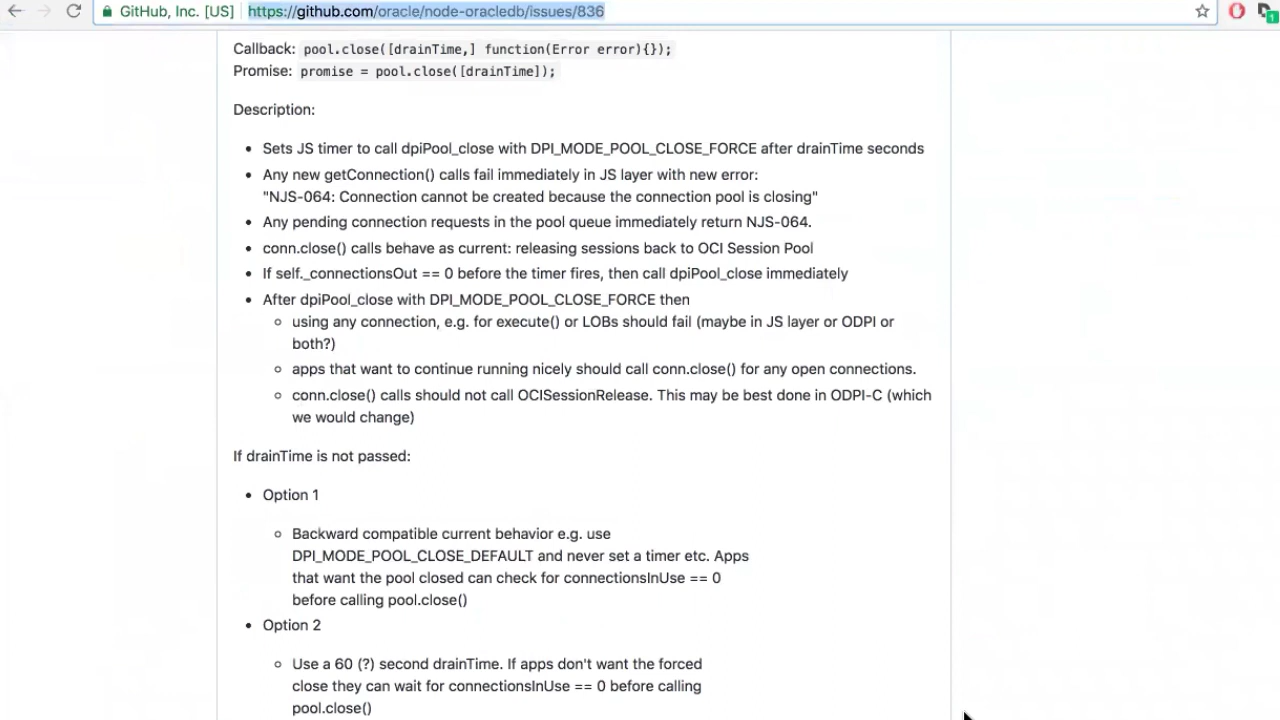 GitHub, Inc. [US]
https://github.com/oracle/node-oracledb/issues/836
1
Callback: pool.close([drainTime,] function(Error error){});
Promise: promise = pool.close([drainTime]);
Description:
• Sets JS timer to call dpiPool_close with DPI_MODE_POOL_CLOSE_FORCE after drainTime seconds
• Any new getConnection() calls fail immediately in JS layer with new error:
"NJS-064: Connection cannot be created because the connection pool is closing"
• Any pending connection requests in the pool queue immediately return NJS-064.
• conn.close() calls behave as current: releasing sessions back to OCI Session Pool
• If self._connectionsOut == 0 before the timer fires, then call dpiPool_close immediately
• After dpiPool_close with DPI_MODE_POOL_CLOSE_FORCE then
◦ using any connection, e.g. for execute() or LOBs should fail (maybe in JS layer or ODPI or
both?)
◦ apps that want to continue running nicely should call conn.close() for any open connections.
◦ conn.close() calls should not call OCISessionRelease. This may be best done in ODPI-C (which
we would change)
If drainTime is not passed:
• Option 1
◦ Backward compatible current behavior e.g. use
DPI_MODE_POOL_CLOSE_DEFAULT and never set a timer etc. Apps
that want the pool closed can check for connectionsInUse == 0
before calling pool.close()
• Option 2
◦ Use a 60 (?) second drainTime. If apps don't want the forced
close they can wait for connectionsInUse == 0 before calling
pool.close()